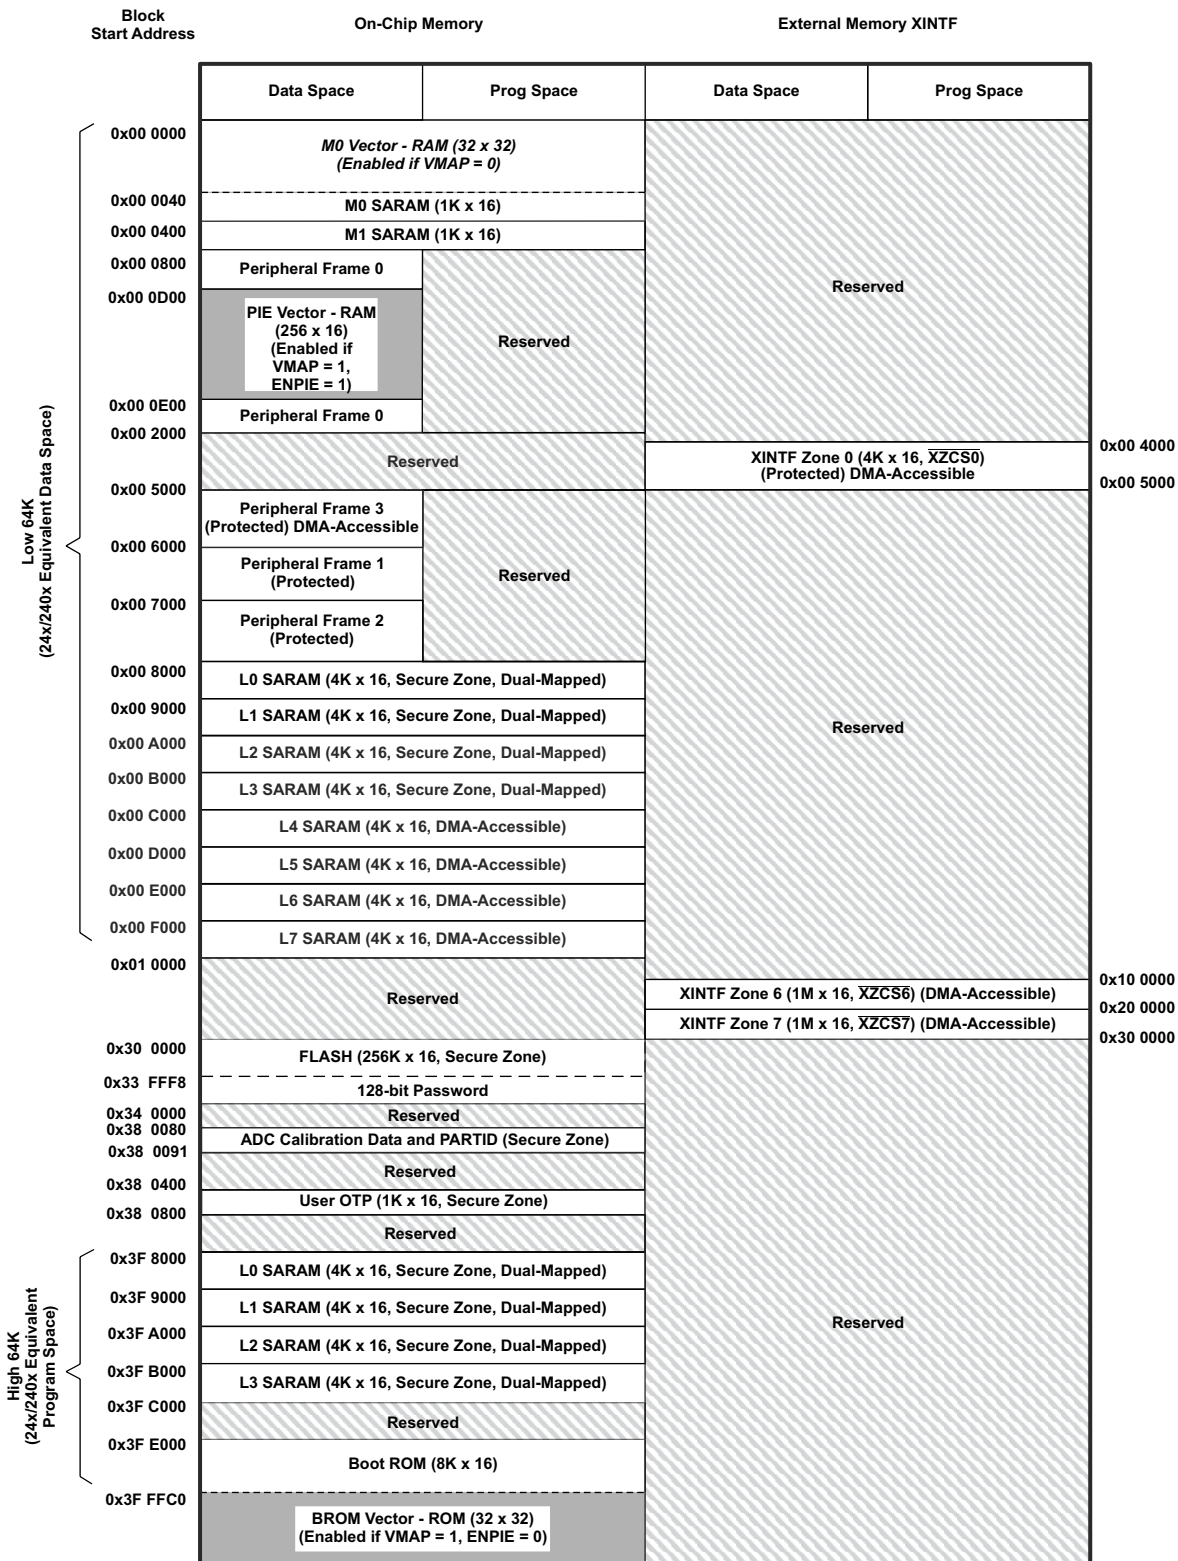 Block
Start Address
On-Chip Memory
External Memory XINTF
Data Space
Prog Space
Data Space
Prog Space
0x00 0000
M0 Vector - RAM (32 x 32)
(Enabled if VMAP = 0)
0x00 0040
M0 SARAM (1K x 16)
0x00 0400
M1 SARAM (1K x 16)
0x00 0800
Peripheral Frame 0
0x00 0D00
PIE Vector - RAM
(256 x 16)
(Enabled if
VMAP = 1,
ENPIE = 1)
Reserved
Reserved
0x00 0E00
Peripheral Frame 0
0x00 2000
Reserved
XINTF Zone 0 (4K x 16, XZCS0)
(Protected) DMA-Accessible
0x00 4000
0x00 5000
0x00 5000
Peripheral Frame 3
(Protected) DMA-Accessible
0x00 6000
Peripheral Frame 1
(Protected)
Reserved
0x00 7000
Peripheral Frame 2
(Protected)
Low 64K
(24x/240x Equivalent Data Space)
0x00 8000
L0 SARAM (4K x 16, Secure Zone, Dual-Mapped)
0x00 9000
L1 SARAM (4K x 16, Secure Zone, Dual-Mapped)
Reserved
0x00 A000
L2 SARAM (4K x 16, Secure Zone, Dual-Mapped)
0x00 B000
L3 SARAM (4K x 16, Secure Zone, Dual-Mapped)
0x00 C000
L4 SARAM (4K x 16, DMA-Accessible)
0x00 D000
L5 SARAM (4K x 16, DMA-Accessible)
0x00 E000
L6 SARAM (4K x 16, DMA-Accessible)
0x00 F000
L7 SARAM (4K x 16, DMA-Accessible)
0x01 0000
Reserved
XINTF Zone 6 (1M x 16, XZCS6) (DMA-Accessible)
0x10 0000
0x20 0000
XINTF Zone 7 (1M x 16, XZCS7) (DMA-Accessible)
0x30 0000
0x30 0000
FLASH (256K x 16, Secure Zone)
0x33 FFF8
128-bit Password
0x34 0000
Reserved
0x38 0080
ADC Calibration Data and PARTID (Secure Zone)
0x38 0091
Reserved
0x38 0400
User OTP (1K x 16, Secure Zone)
0x38 0800
Reserved
0x3F 8000
L0 SARAM (4K x 16, Secure Zone, Dual-Mapped)
0x3F 9000
L1 SARAM (4K x 16, Secure Zone, Dual-Mapped)
Reserved
0x3F A000
L2 SARAM (4K x 16, Secure Zone, Dual-Mapped)
0x3F B000
L3 SARAM (4K x 16, Secure Zone, Dual-Mapped)
High 64K
(24x/240x Equivalent
Program Space)
0x3F C000
Reserved
0x3F E000
Boot ROM (8K x 16)
0x3F FFC0
BROM Vector - ROM (32 x 32)
(Enabled if VMAP = 1, ENPIE = 0)